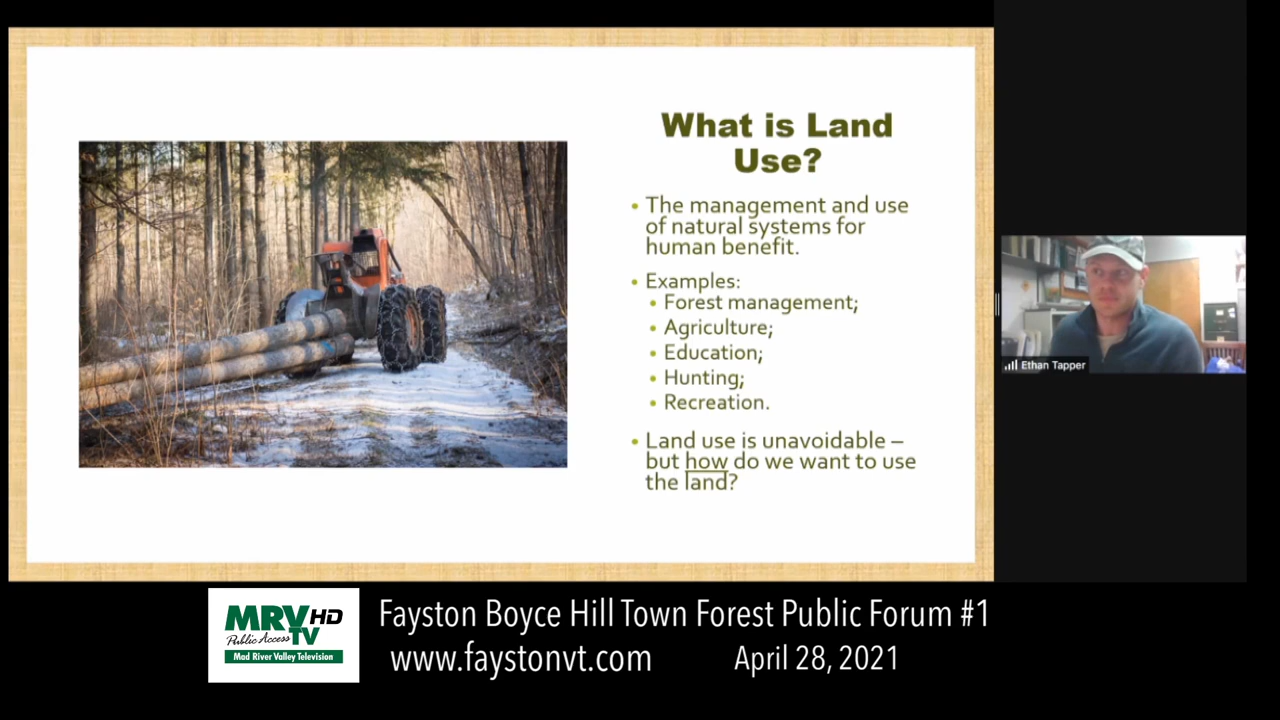 What is Land
Use?
• The management and use
of natural systems for
human benefit.
• Examples:
• Forest management;
• Agriculture;
• Education;
• Hunting;
• Recreation.
• Land use is unavoidable –
but how do we want to use
the land?
Ethan Tapper
MRV HD
Public Access TV
Mad River Valley Television
Fayston Boyce Hill Town Forest Public Forum #1
www.faystonvt.com April 28, 2021